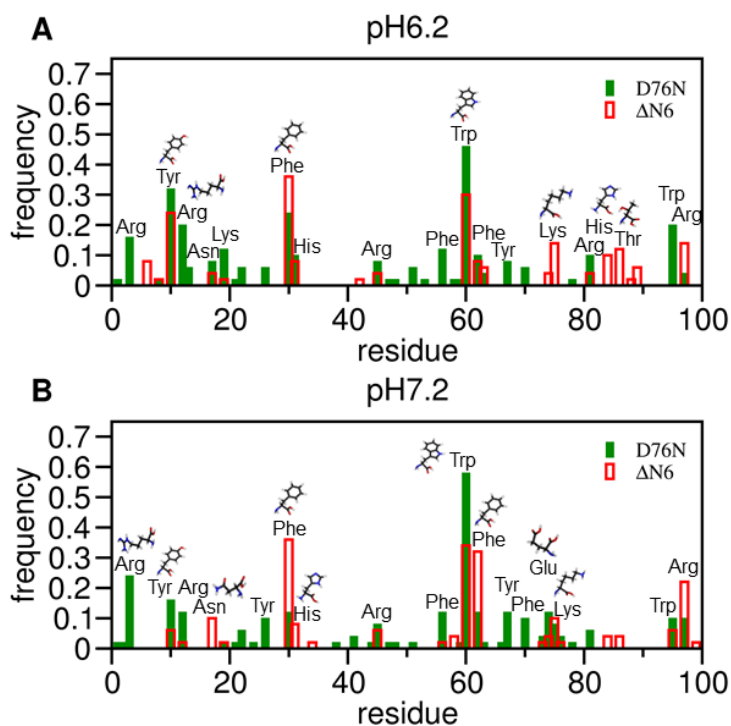 A
pH6.2
0.7
0.6
0.5
0.4
0.3
0.2
0.1
0
frequency
D76N
ΔN6
Arg
Tyr
Arg
Asn
Lys
Phe
His
Arg
Phe
Trp
Phe
Tyr
Lys
Arg
His
Thr
Trp
Arg
0 20 40 60 80 100
residue
B
pH7.2
0.7
0.6
0.5
0.4
0.3
0.2
0.1
0
frequency
D76N
ΔN6
Arg
Tyr
Arg
Asn
Tyr
Phe
His
Arg
Phe
Trp
Phe
Tyr
Phe
Glu
Lys
Trp
Arg
0 20 40 60 80 100
residue